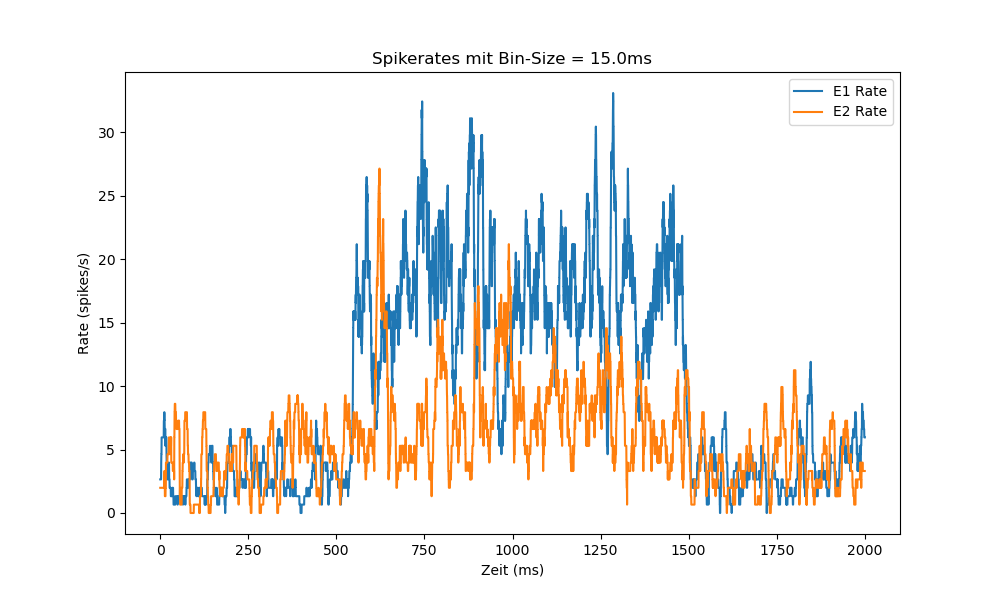 Spikerates mit Bin-Size = 15.0ms
E1 Rate
E2 Rate
Rate (spikes/s)
30
25
20
15
10
5
0
0 250 500 750 1000 1250 1500 1750 2000
Zeit (ms)